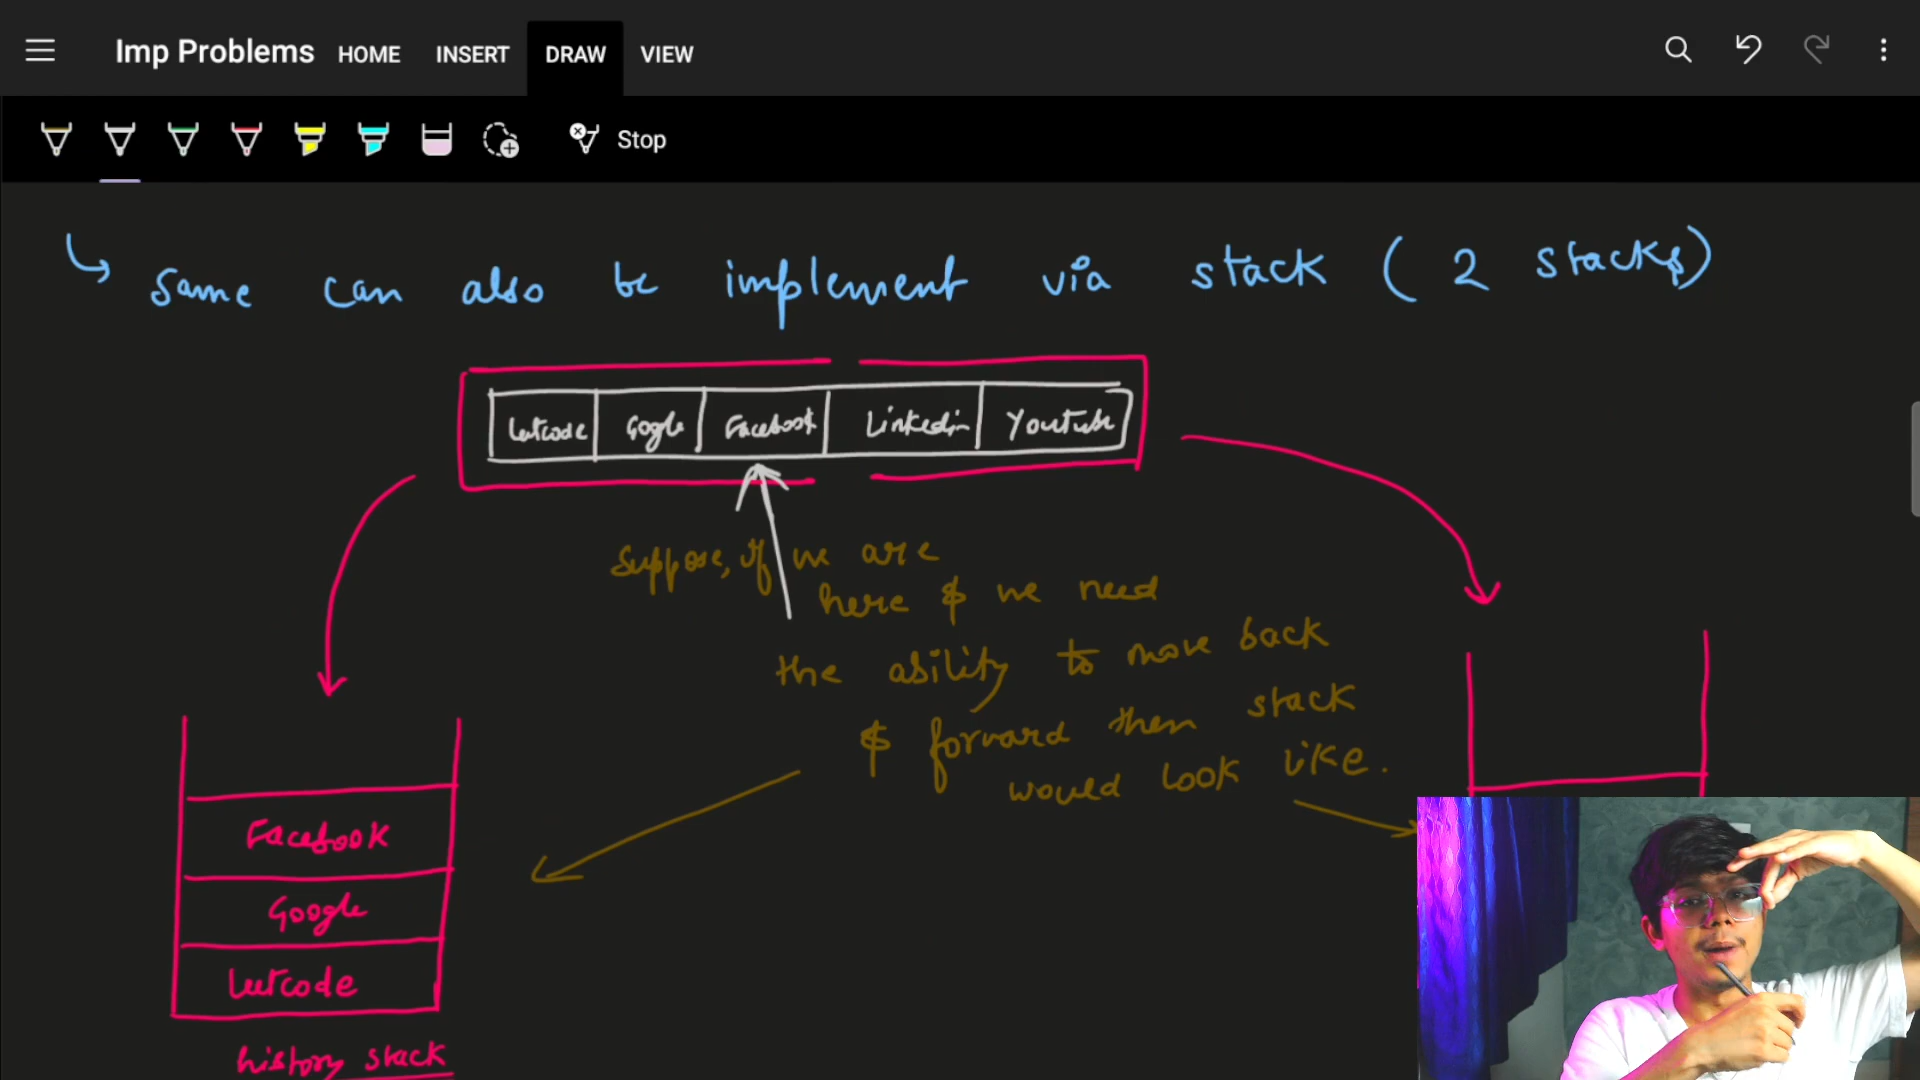 Imp Problems HOME INSERT DRAW VIEW
Stop
Same can also be implement via stack ( 2 stacks)
Leetcode Google Facebook Linkedin Youtube
Suppose, if we are
here & we need
the ability to move back
& forward then stack
would look like.
Facebook
Google
Leetcode
history stack